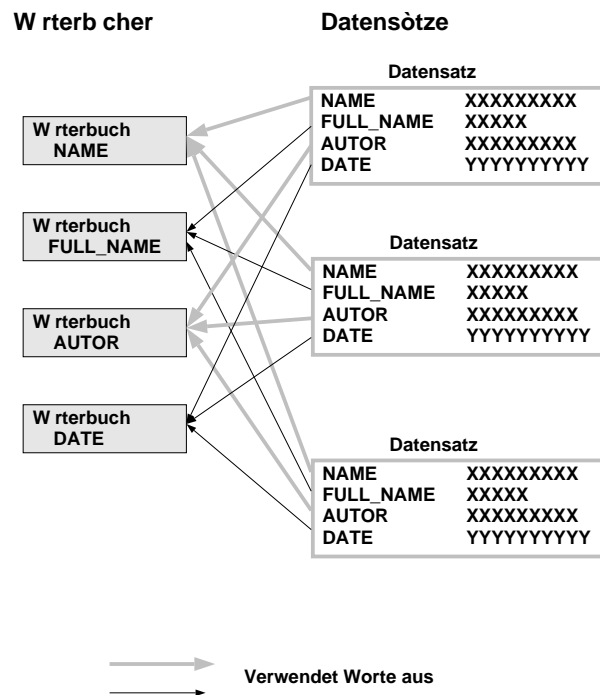 W rterb cher
Datensòtze
Datensatz
NAME XXXXXXXXX
FULL_NAME XXXXX
AUTOR XXXXXXXXX
DATE YYYYYYYYYY
W rterbuch
NAME
W rterbuch
FULL_NAME
Datensatz
NAME XXXXXXXXX
FULL_NAME XXXXX
AUTOR XXXXXXXXX
DATE YYYYYYYYYY
W rterbuch
AUTOR
W rterbuch
DATE
Datensatz
NAME XXXXXXXXX
FULL_NAME XXXXX
AUTOR XXXXXXXXX
DATE YYYYYYYYYY
Verwendet Worte aus